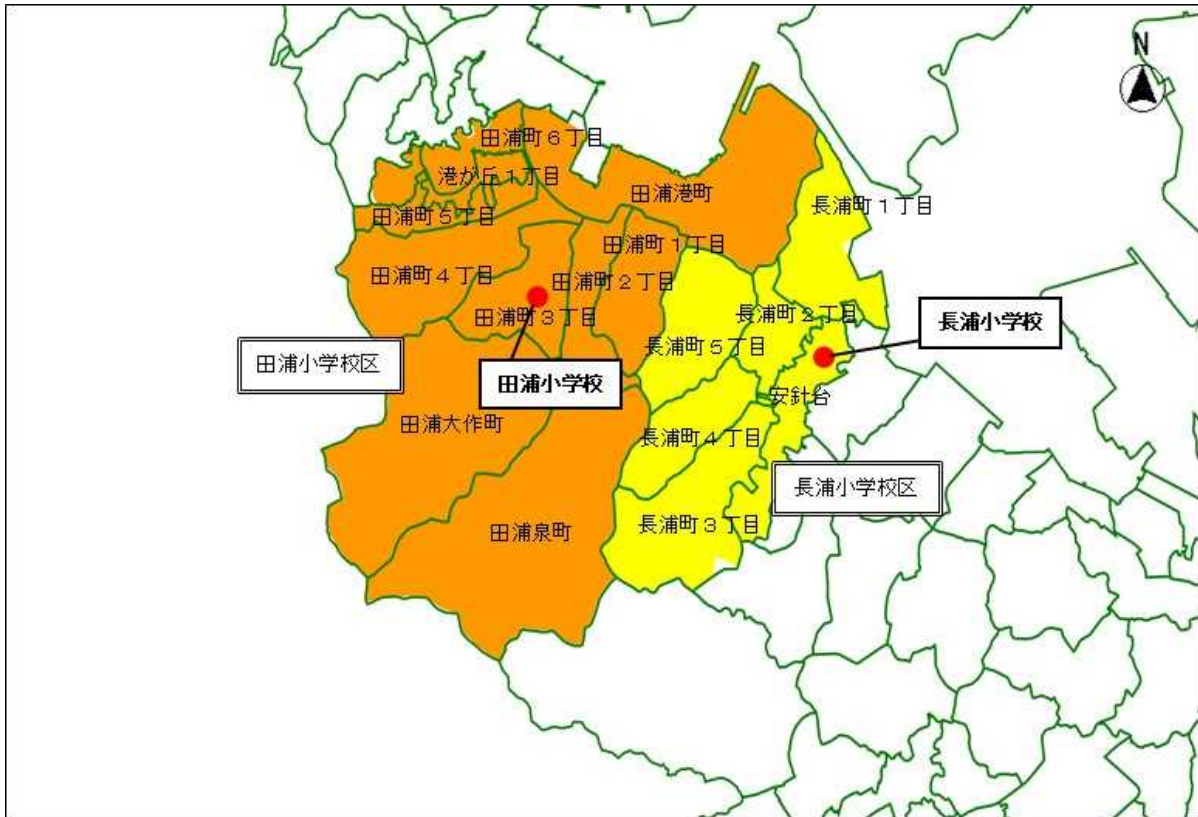 N
田浦町６丁目
港が丘１丁目
田浦港町
長浦町１丁目
田浦町５丁目
田浦町１丁目
田浦町４丁目
田浦町２丁目
田浦町３丁目
長浦町２丁目
長浦小学校
長浦町５丁目
田浦小学校区
田浦小学校
安針台
田浦大作町
長浦町４丁目
長浦小学校区
長浦町３丁目
田浦泉町